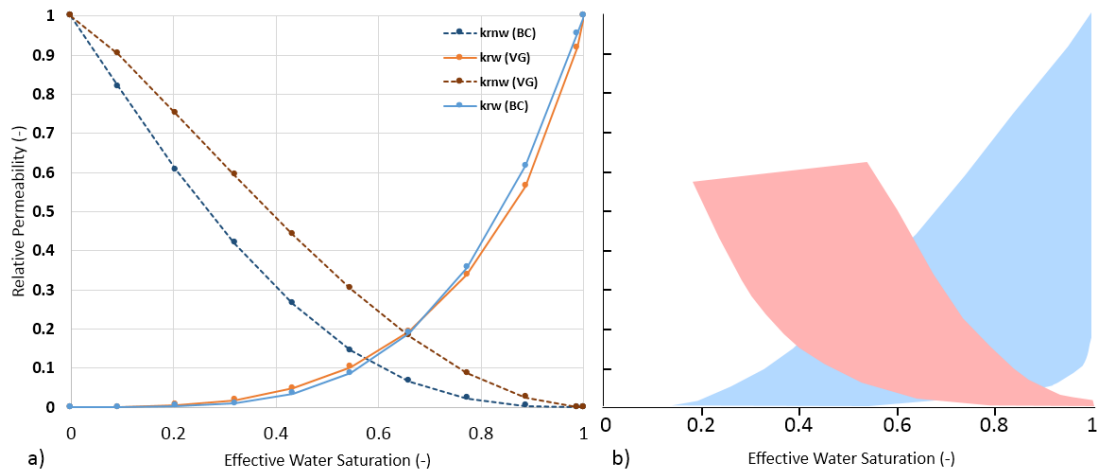 1
0.9
0.8
0.7
0.6
0.5
0.4
0.3
0.2
0.1
0
Relative Permeability (-)
krnw (BC)
krw (VG)
krnw (VG)
krw (BC)
0 0.2 0.4 0.6 0.8 1
a) Effective Water Saturation (-)
0 0.2 0.4 0.6 0.8 1
b) Effective Water Saturation (-)